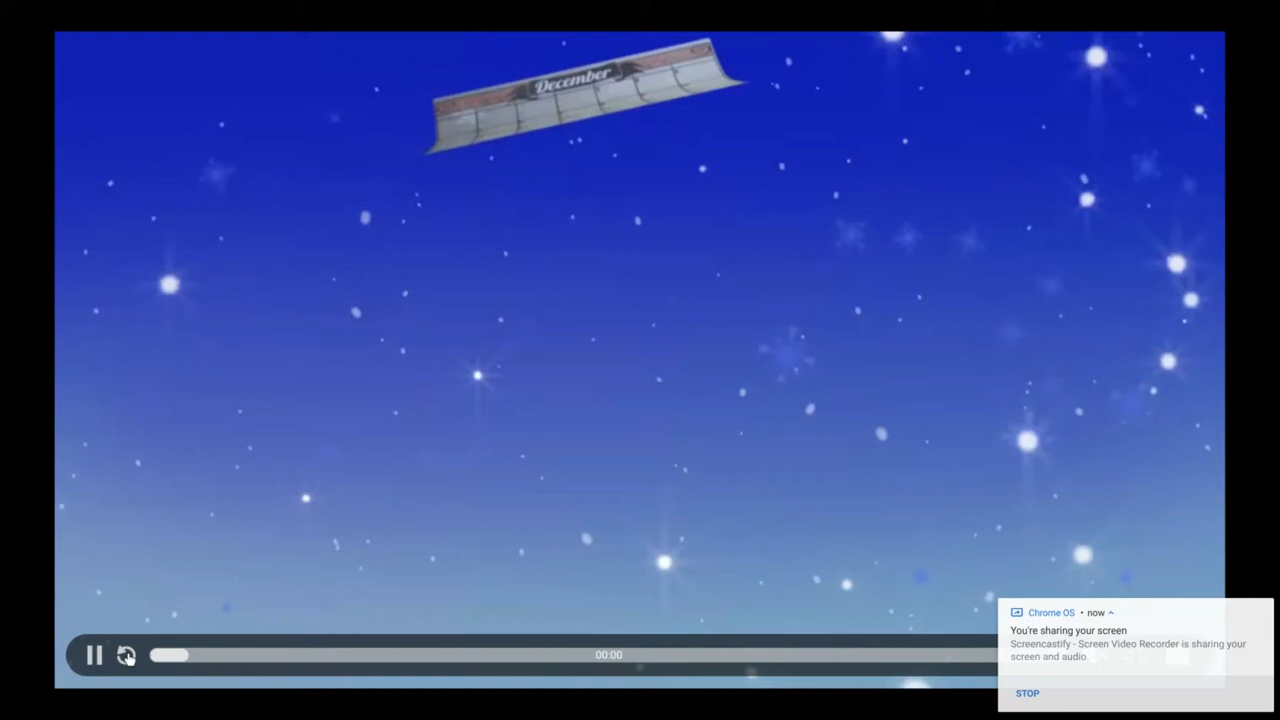 December
00:00
Chrome OS • now
You're sharing your screen
Screencastify - Screen Video Recorder is sharing your
screen and audio.
STOP